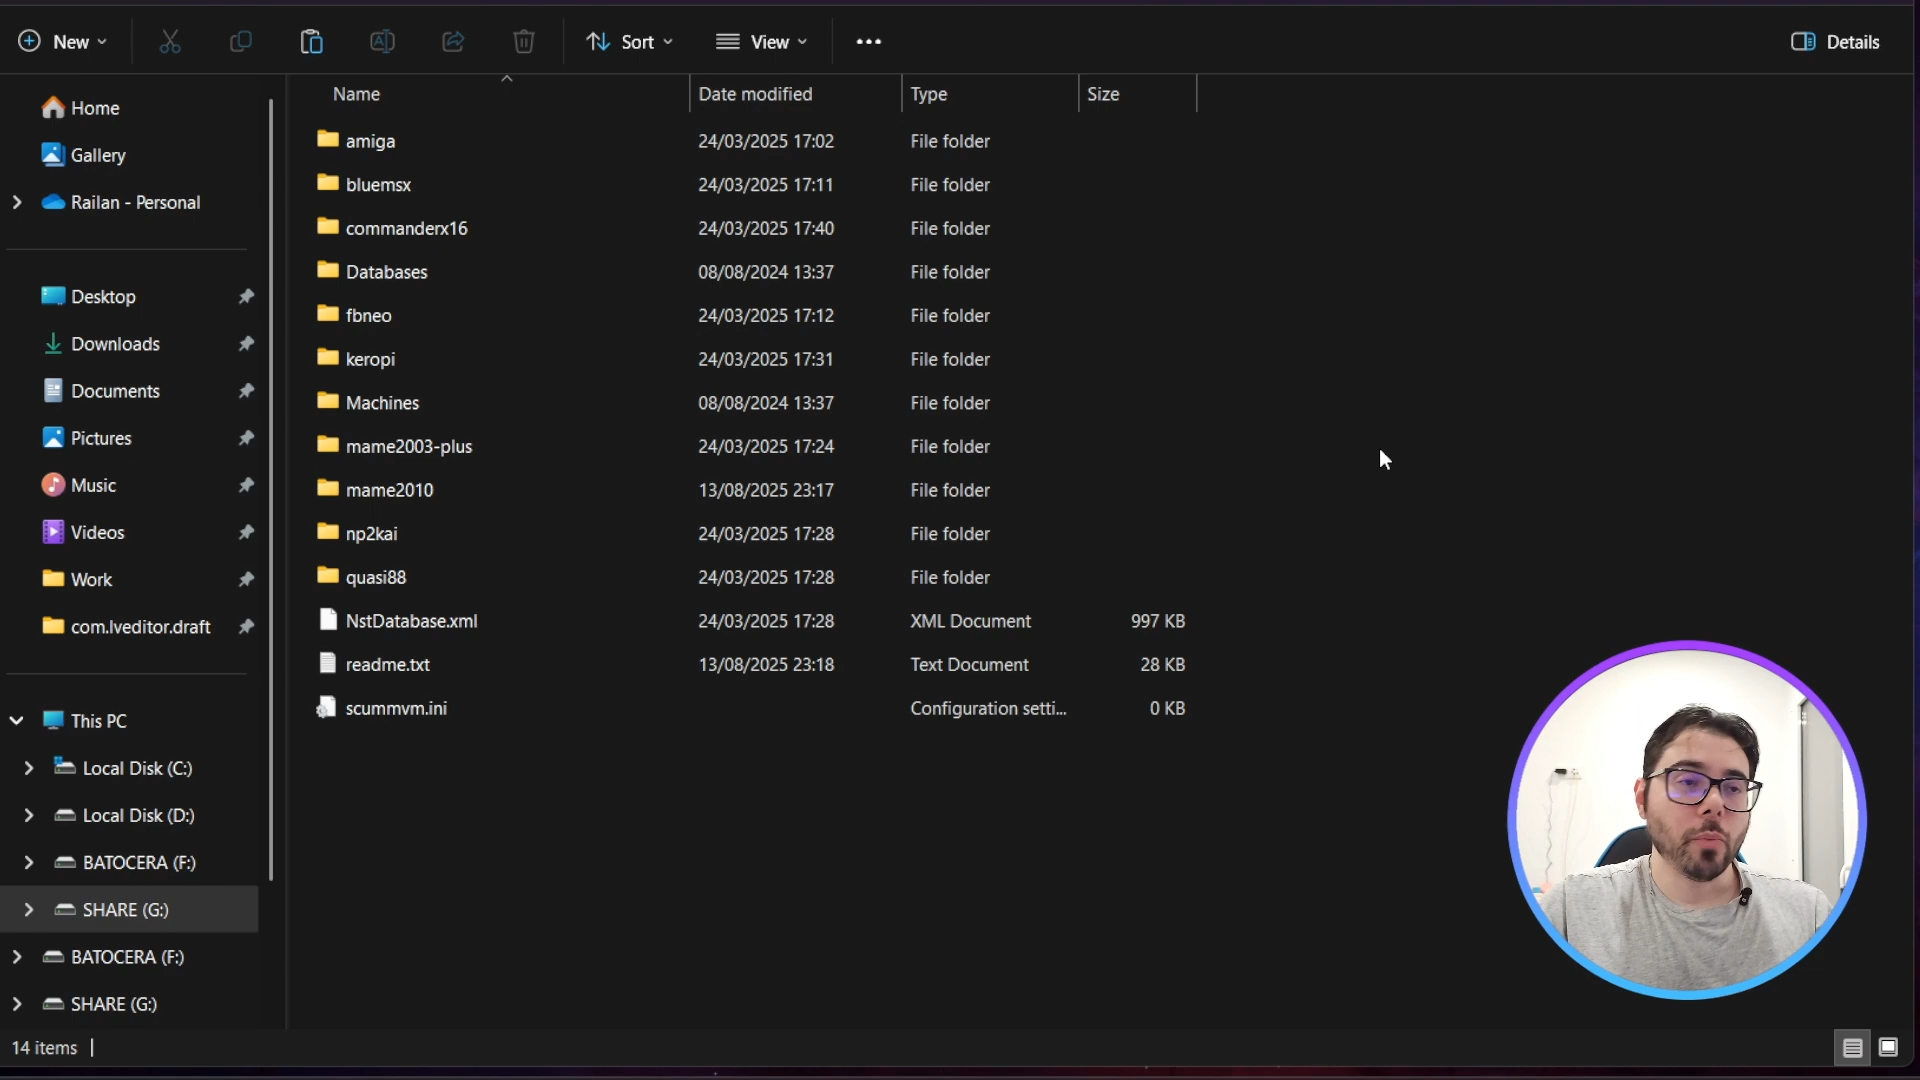 New
Sort
View
Details
Name
Date modified
Type
Size
Home
Gallery
Railan - Personal
Desktop
Downloads
Documents
Pictures
Music
Videos
Work
com.lveditor.draft
This PC
Local Disk (C:)
Local Disk (D:)
BATOCERA (F:)
SHARE (G:)
BATOCERA (F:)
SHARE (G:)
amiga 24/03/2025 17:02 File folder
bluemsx 24/03/2025 17:11 File folder
commanderx16 24/03/2025 17:40 File folder
Databases 08/08/2024 13:37 File folder
fbneo 24/03/2025 17:12 File folder
keropi 24/03/2025 17:31 File folder
Machines 08/08/2024 13:37 File folder
mame2003-plus 24/03/2025 17:24 File folder
mame2010 13/08/2025 23:17 File folder
np2kai 24/03/2025 17:28 File folder
quasi88 24/03/2025 17:28 File folder
NstDatabase.xml 24/03/2025 17:28 XML Document 997 KB
readme.txt 13/08/2025 23:18 Text Document 28 KB
scummvm.ini Configuration setti... 0 KB
14 items